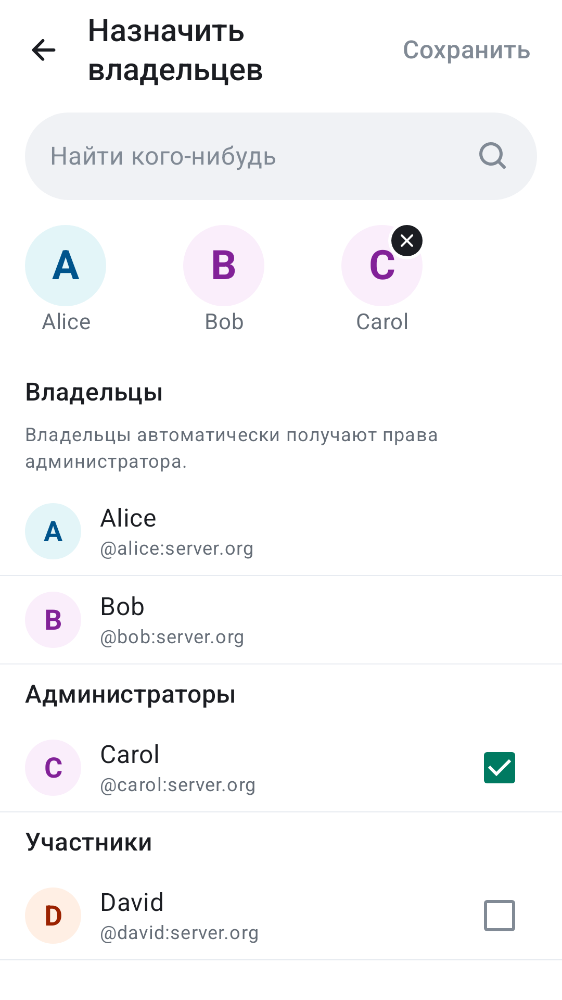 Назначить
владельцев
Сохранить
Найти кого-нибудь
A
B
C
Alice
Bob
Carol
Владельцы
Владельцы автоматически получают права
администратора.
A
Alice
@alice:server.org
B
Bob
@bob:server.org
Администраторы
C
Carol
@carol:server.org
Участники
D
David
@david:server.org